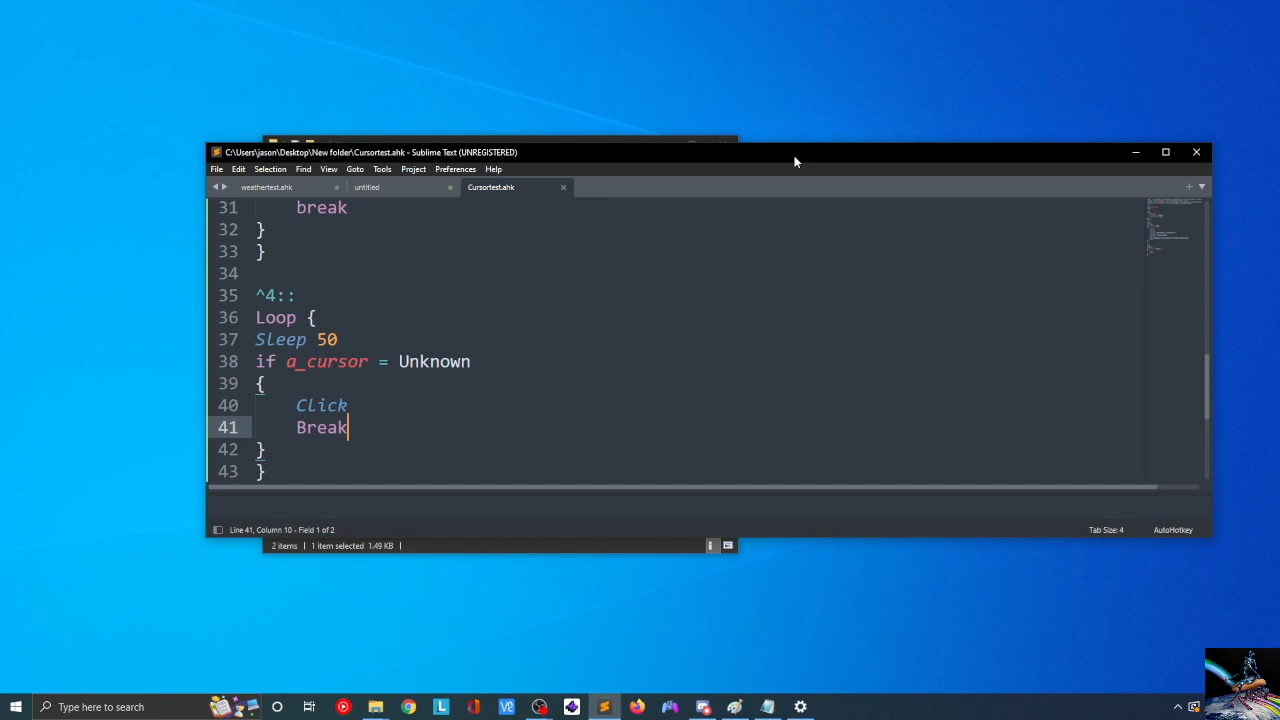 C:\Users\jason\Desktop\New folder\Cursortest.ahk - Sublime Text (UNREGISTERED)
File Edit Selection Find View Goto Tools Project Preferences Help
weathertest.ahk untitled Cursortest.ahk
31 break
32 }
33 }
34
35 ^4::
36 Loop {
37 Sleep 50
38 if a_cursor = Unknown
39 {
40 Click
41 Break
42 }
43 }
Line 41, Column 10 - Field 1 of 2 Tab Size: 4 AutoHotkey
2 items 1 item selected 1.49 KB
Type here to search